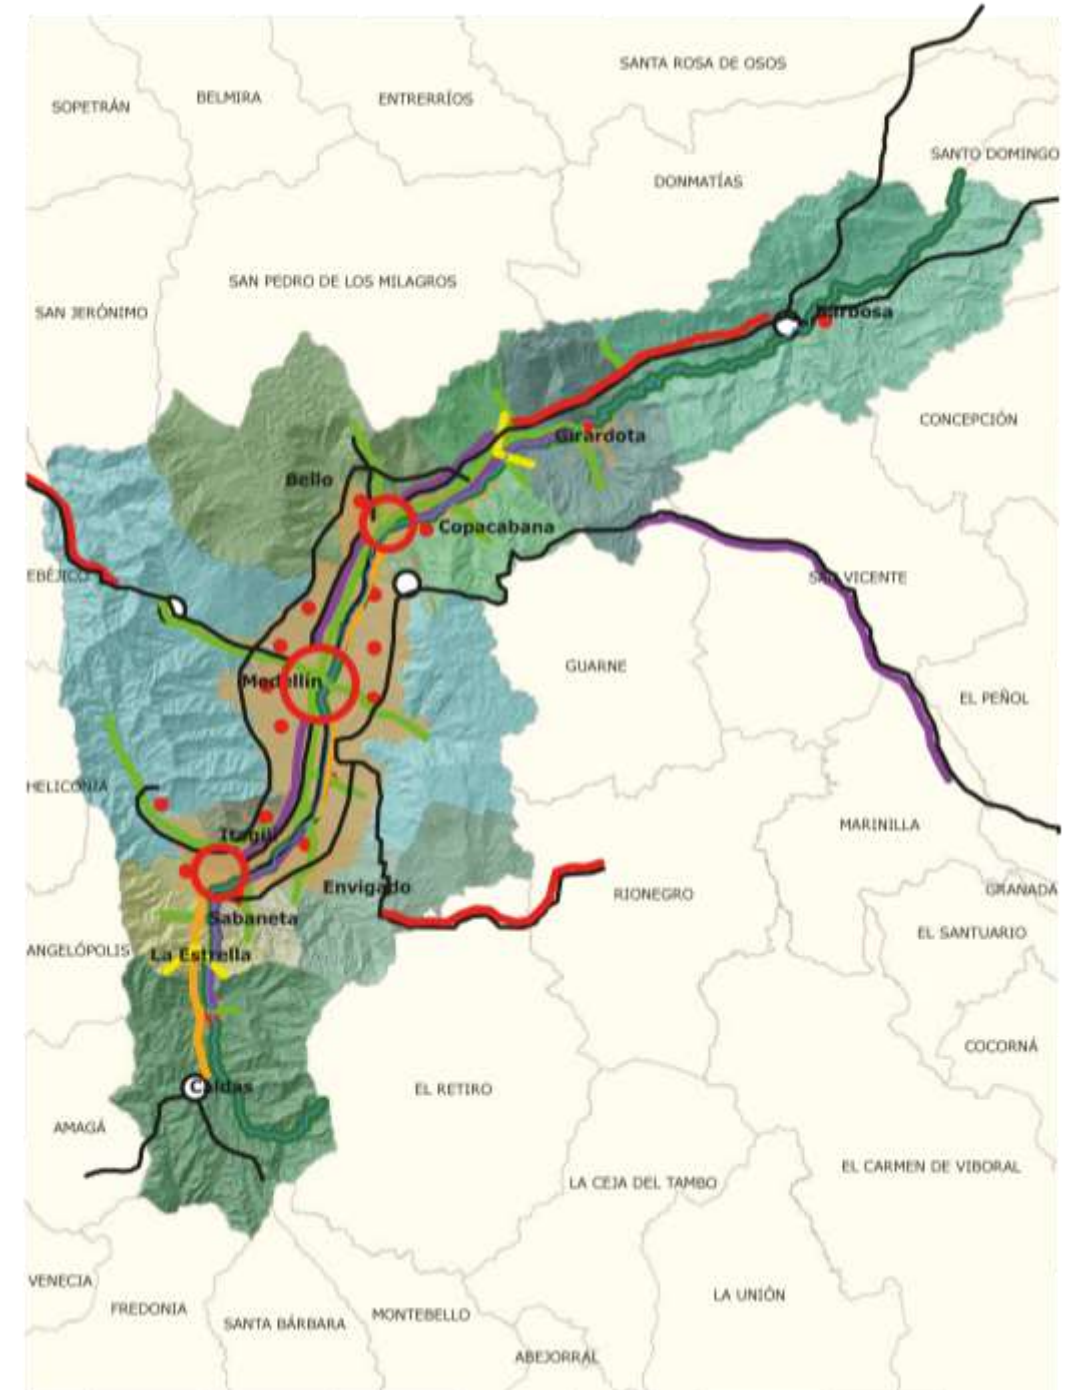 SANTA ROSA DE OSOS
BELMIRA
ENTRERRÍOS
SOPETRÁN
SANTO DOMINGO
DONMATÍAS
SAN PEDRO DE LOS MILAGROS
SAN JERÓNIMO
Barbosa
CONCEPCIÓN
Girardota
Bello
Copacabana
EBÉJICO
SAN VICENTE
GUARNE
Medellín
EL PEÑOL
HELICONIA
MARINILLA
Itagüí
Envigado
RIONEGRO
GRANADA
Sabaneta
EL SANTUARIO
ANGELÓPOLIS
La Estrella
COCORNÁ
Caldas
EL RETIRO
AMAGÁ
EL CARMEN DE VIBORAL
LA CEJA DEL TAMBO
VENECIA
LA UNIÓN
FREDONIA
MONTEBELLO
SANTA BÁRBARA
ABEJORRAL